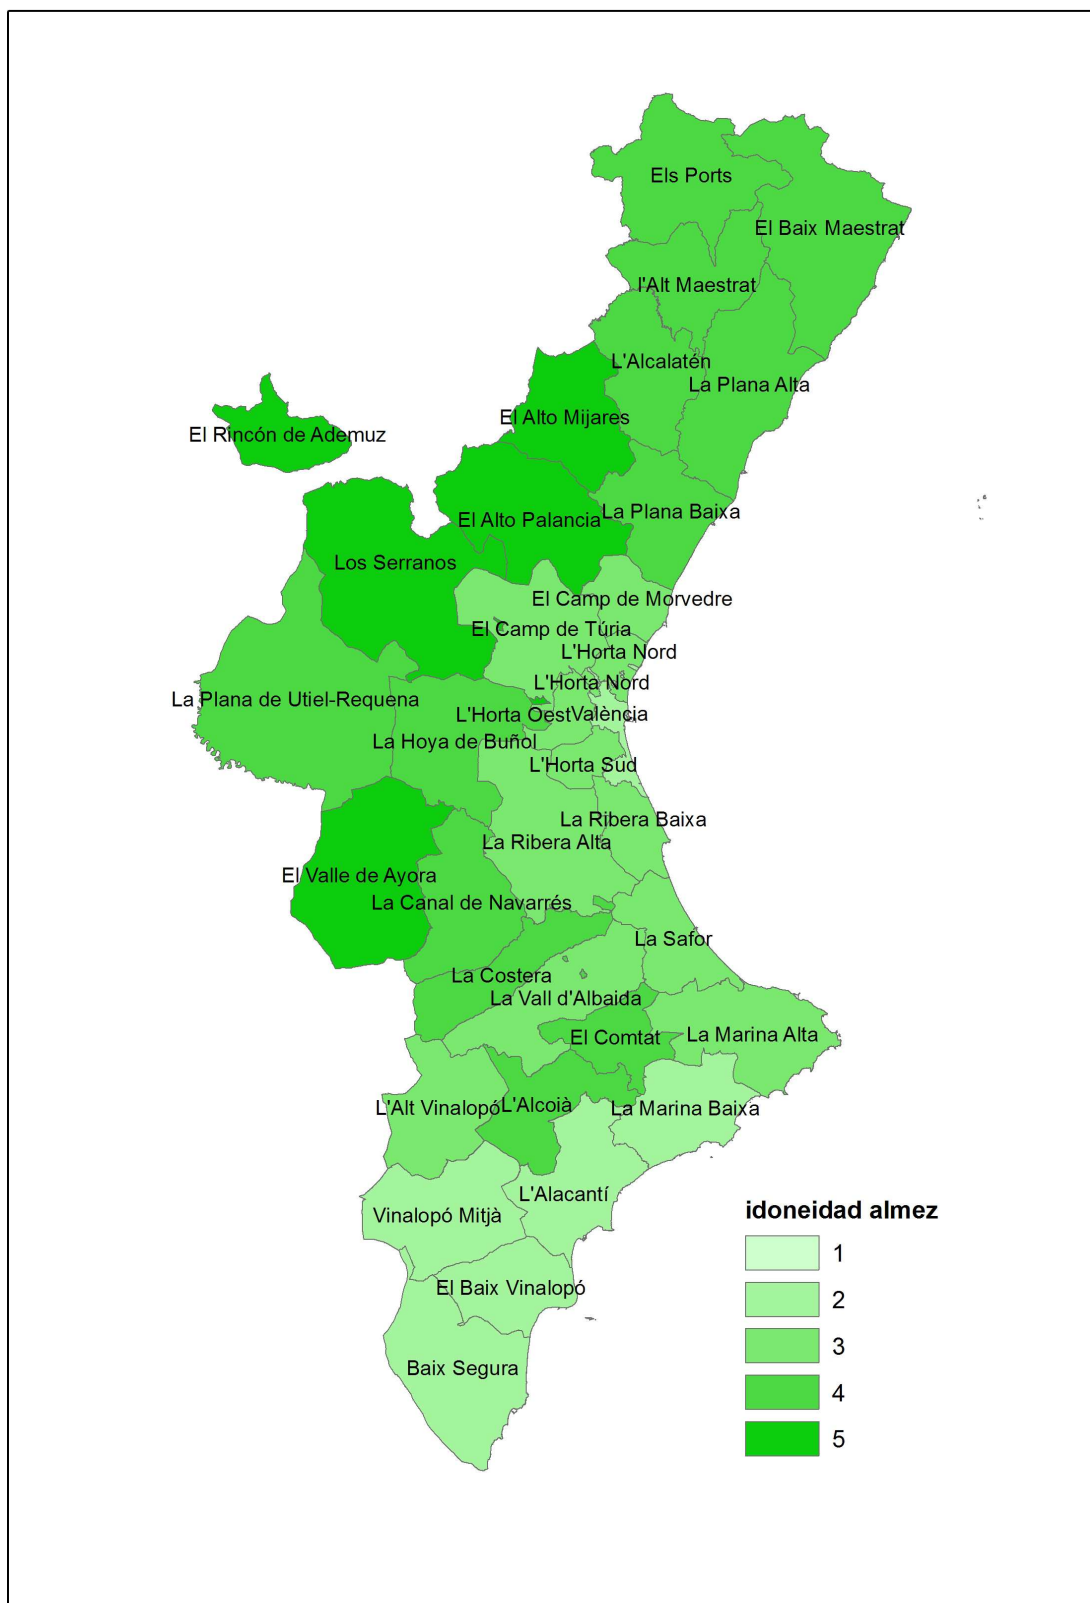 Els Ports
El Baix Maestrat
l'Alt Maestrat
L'Alcalatén
La Plana Alta
El Alto Mijares
El Rincón de Ademuz
La Plana Baixa
El Alto Palancia
Los Serranos
El Camp de Morvedre
El Camp de Túria
L'Horta Nord
L'Horta Nord
La Plana de Utiel-Requena
L'Horta Oest
València
La Hoya de Buñol
L'Horta Sud
La Ribera Baixa
La Ribera Alta
El Valle de Ayora
La Canal de Navarrés
La Safor
La Costera
La Vall d'Albaida
El Comtat
La Marina Alta
L'Alt Vinalopó
L'Alcoià
La Marina Baixa
L'Alacantí
Vinalopó Mitjà
El Baix Vinalopó
Baix Segura
idoneidad almez
1
2
3
4
5